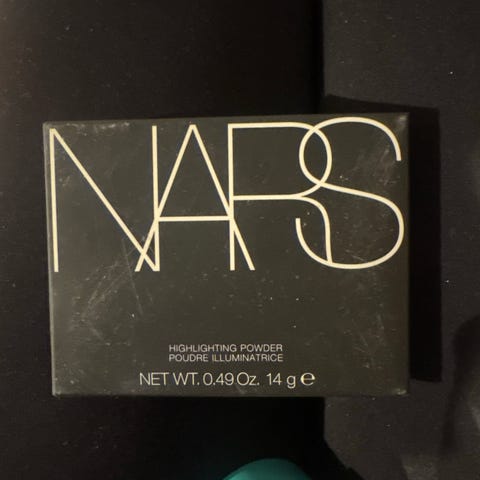 NARS
HIGHLIGHTING POWDER
POUDRE ILLUMINATRICE
NET WT. 0.49 Oz. 14 g ℮